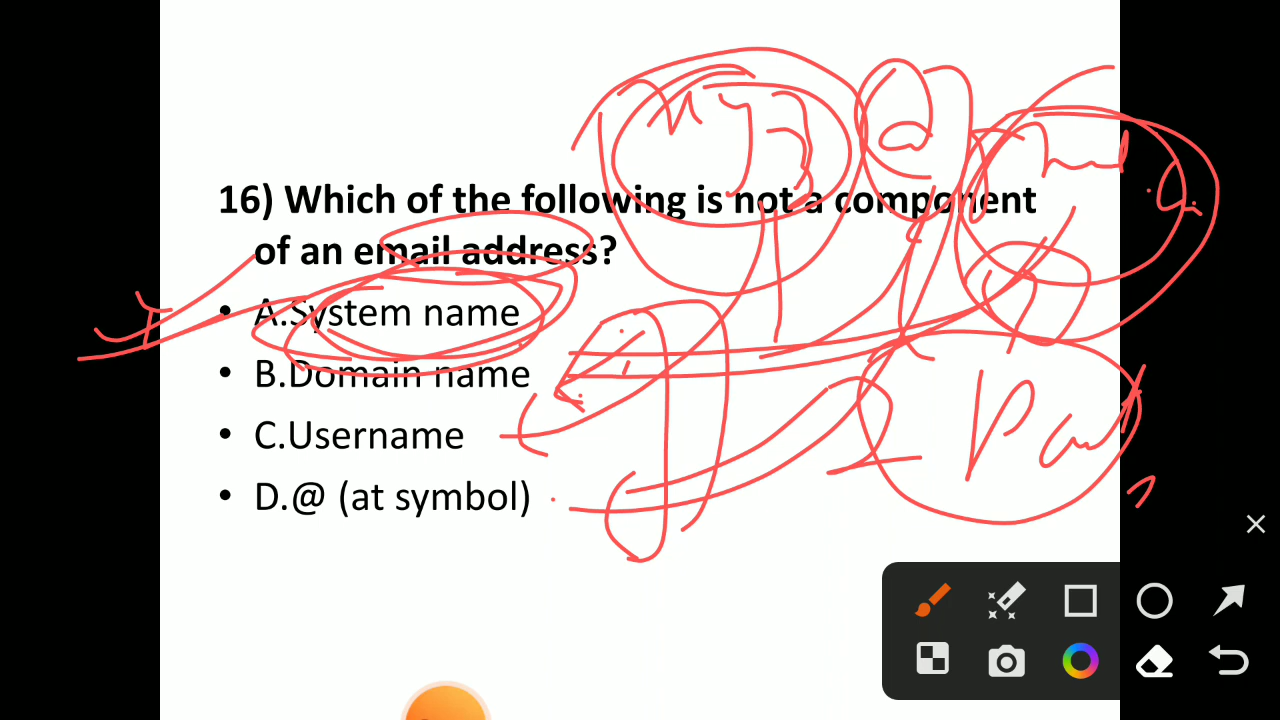 16) Which of the following is not a component
of an email address?
• A.System name
• B.Domain name
• C.Username
• D.@ (at symbol)